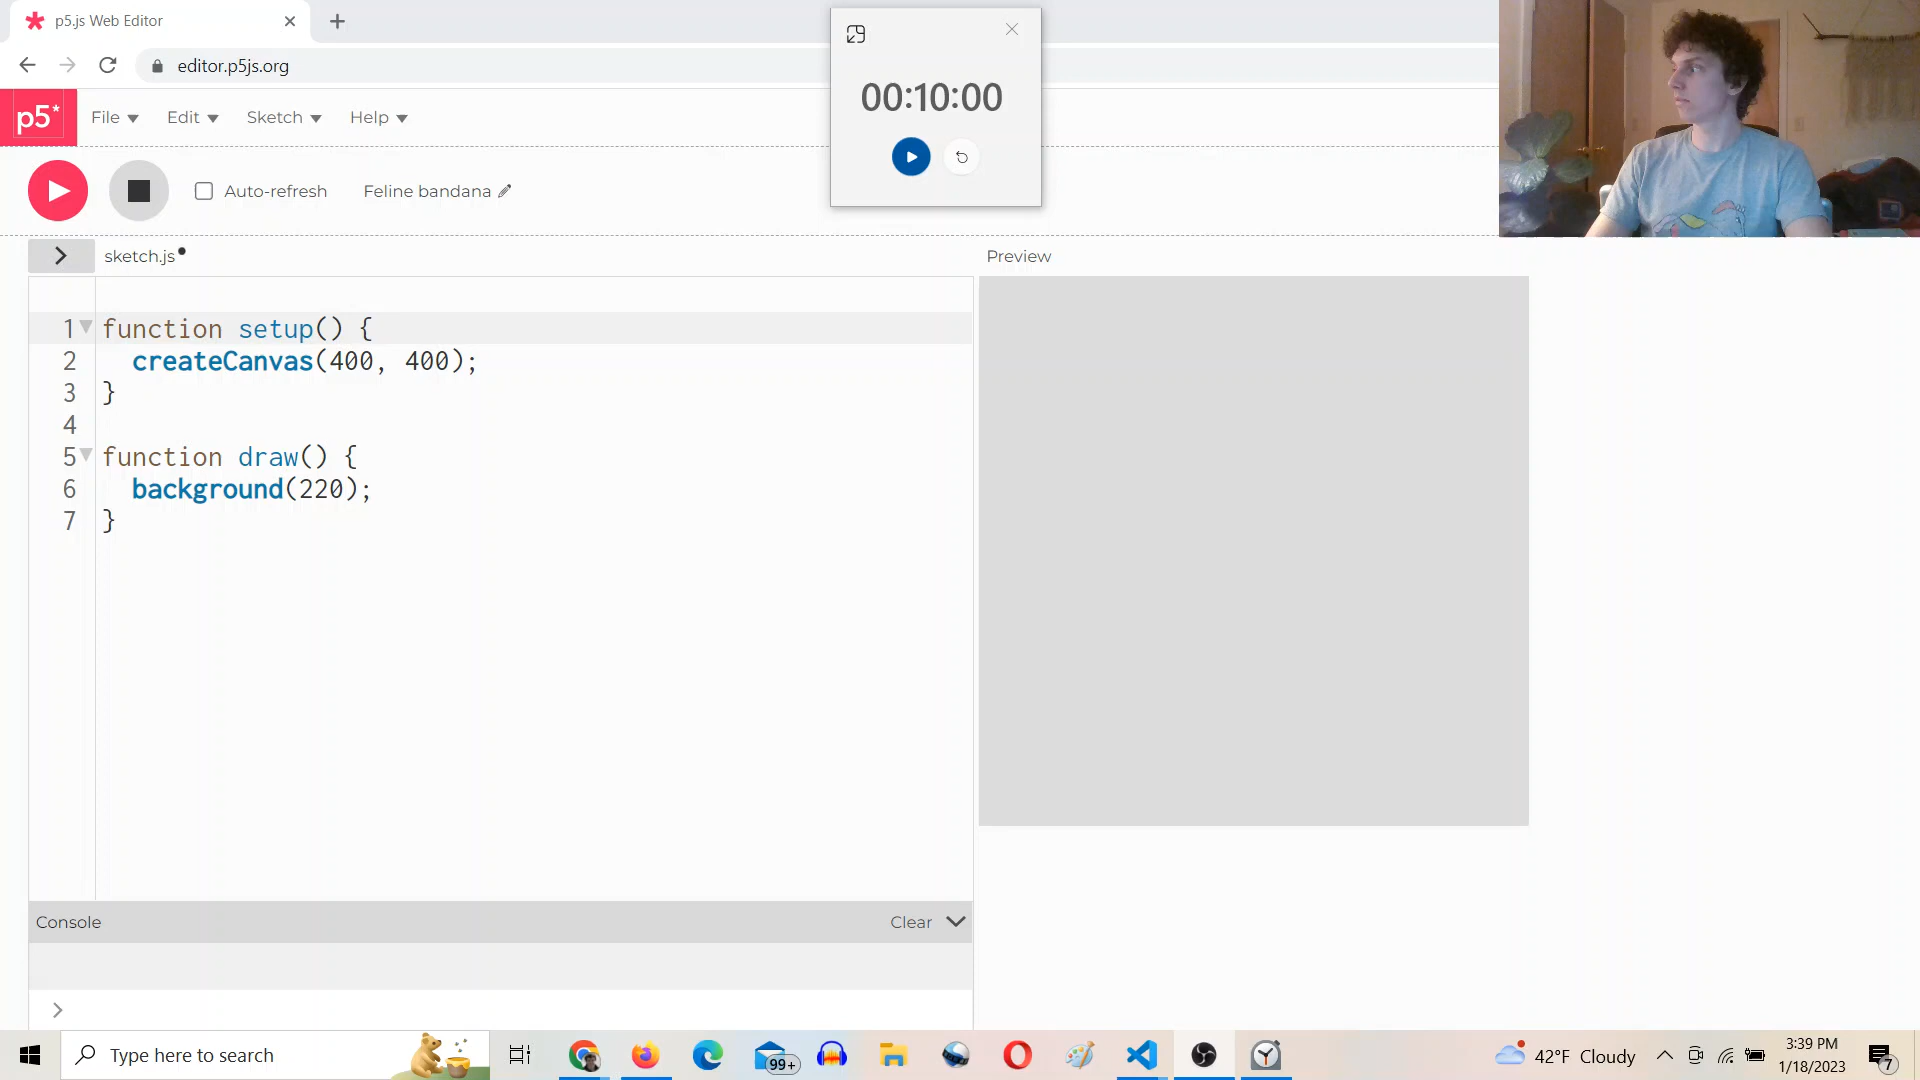 p5.js Web Editor
editor.p5js.org
00:10:00
p5*
File
Edit
Sketch
Help
Auto-refresh
Feline bandana
sketch.js
Preview
1 function setup() {
2 createCanvas(400, 400);
3 }
4
5 function draw() {
6 background(220);
7 }
Console
Clear
>
Type here to search
99+
42°F Cloudy
3:39 PM
1/18/2023
7